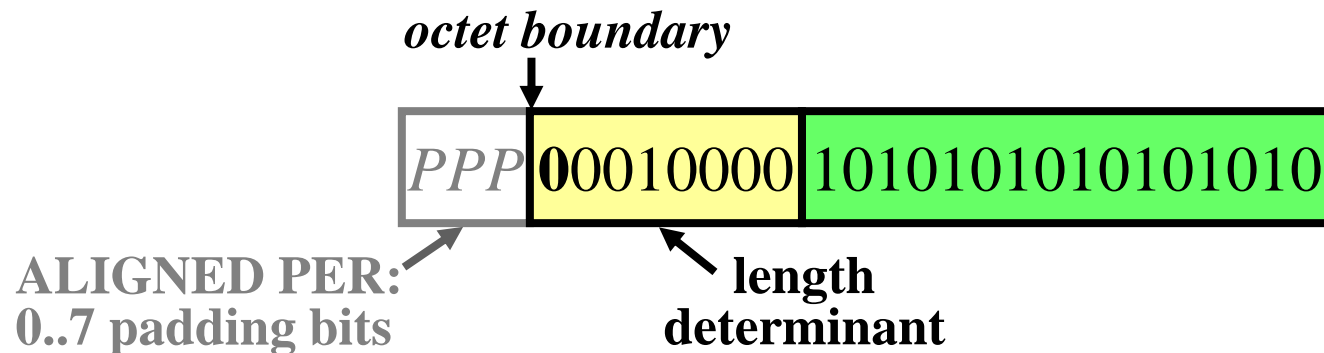 octet boundary
PPP 00010000 1010101010101010
ALIGNED PER: length
0..7 padding bits determinant